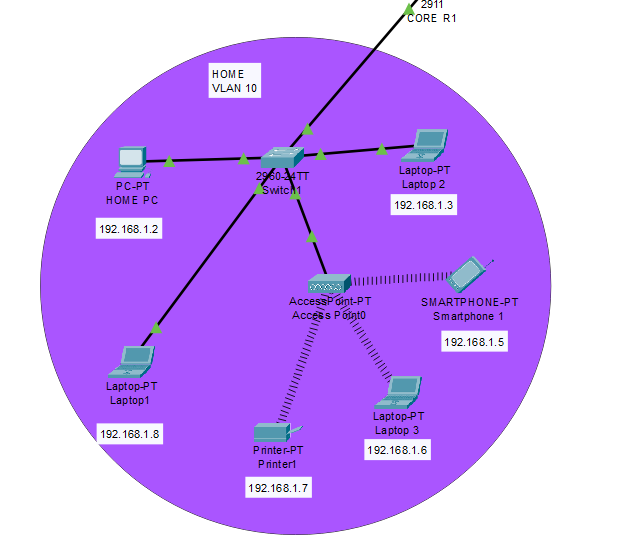 2911
CORE R1
HOME
VLAN 10
2960-24TT
Switch1
PC-PT
HOME PC
192.168.1.2
Laptop-PT
Laptop 2
192.168.1.3
AccessPoint-PT
Access Point0
SMARTPHONE-PT
Smartphone 1
192.168.1.5
Laptop-PT
Laptop1
192.168.1.8
Laptop-PT
Laptop 3
192.168.1.6
Printer-PT
Printer1
192.168.1.7